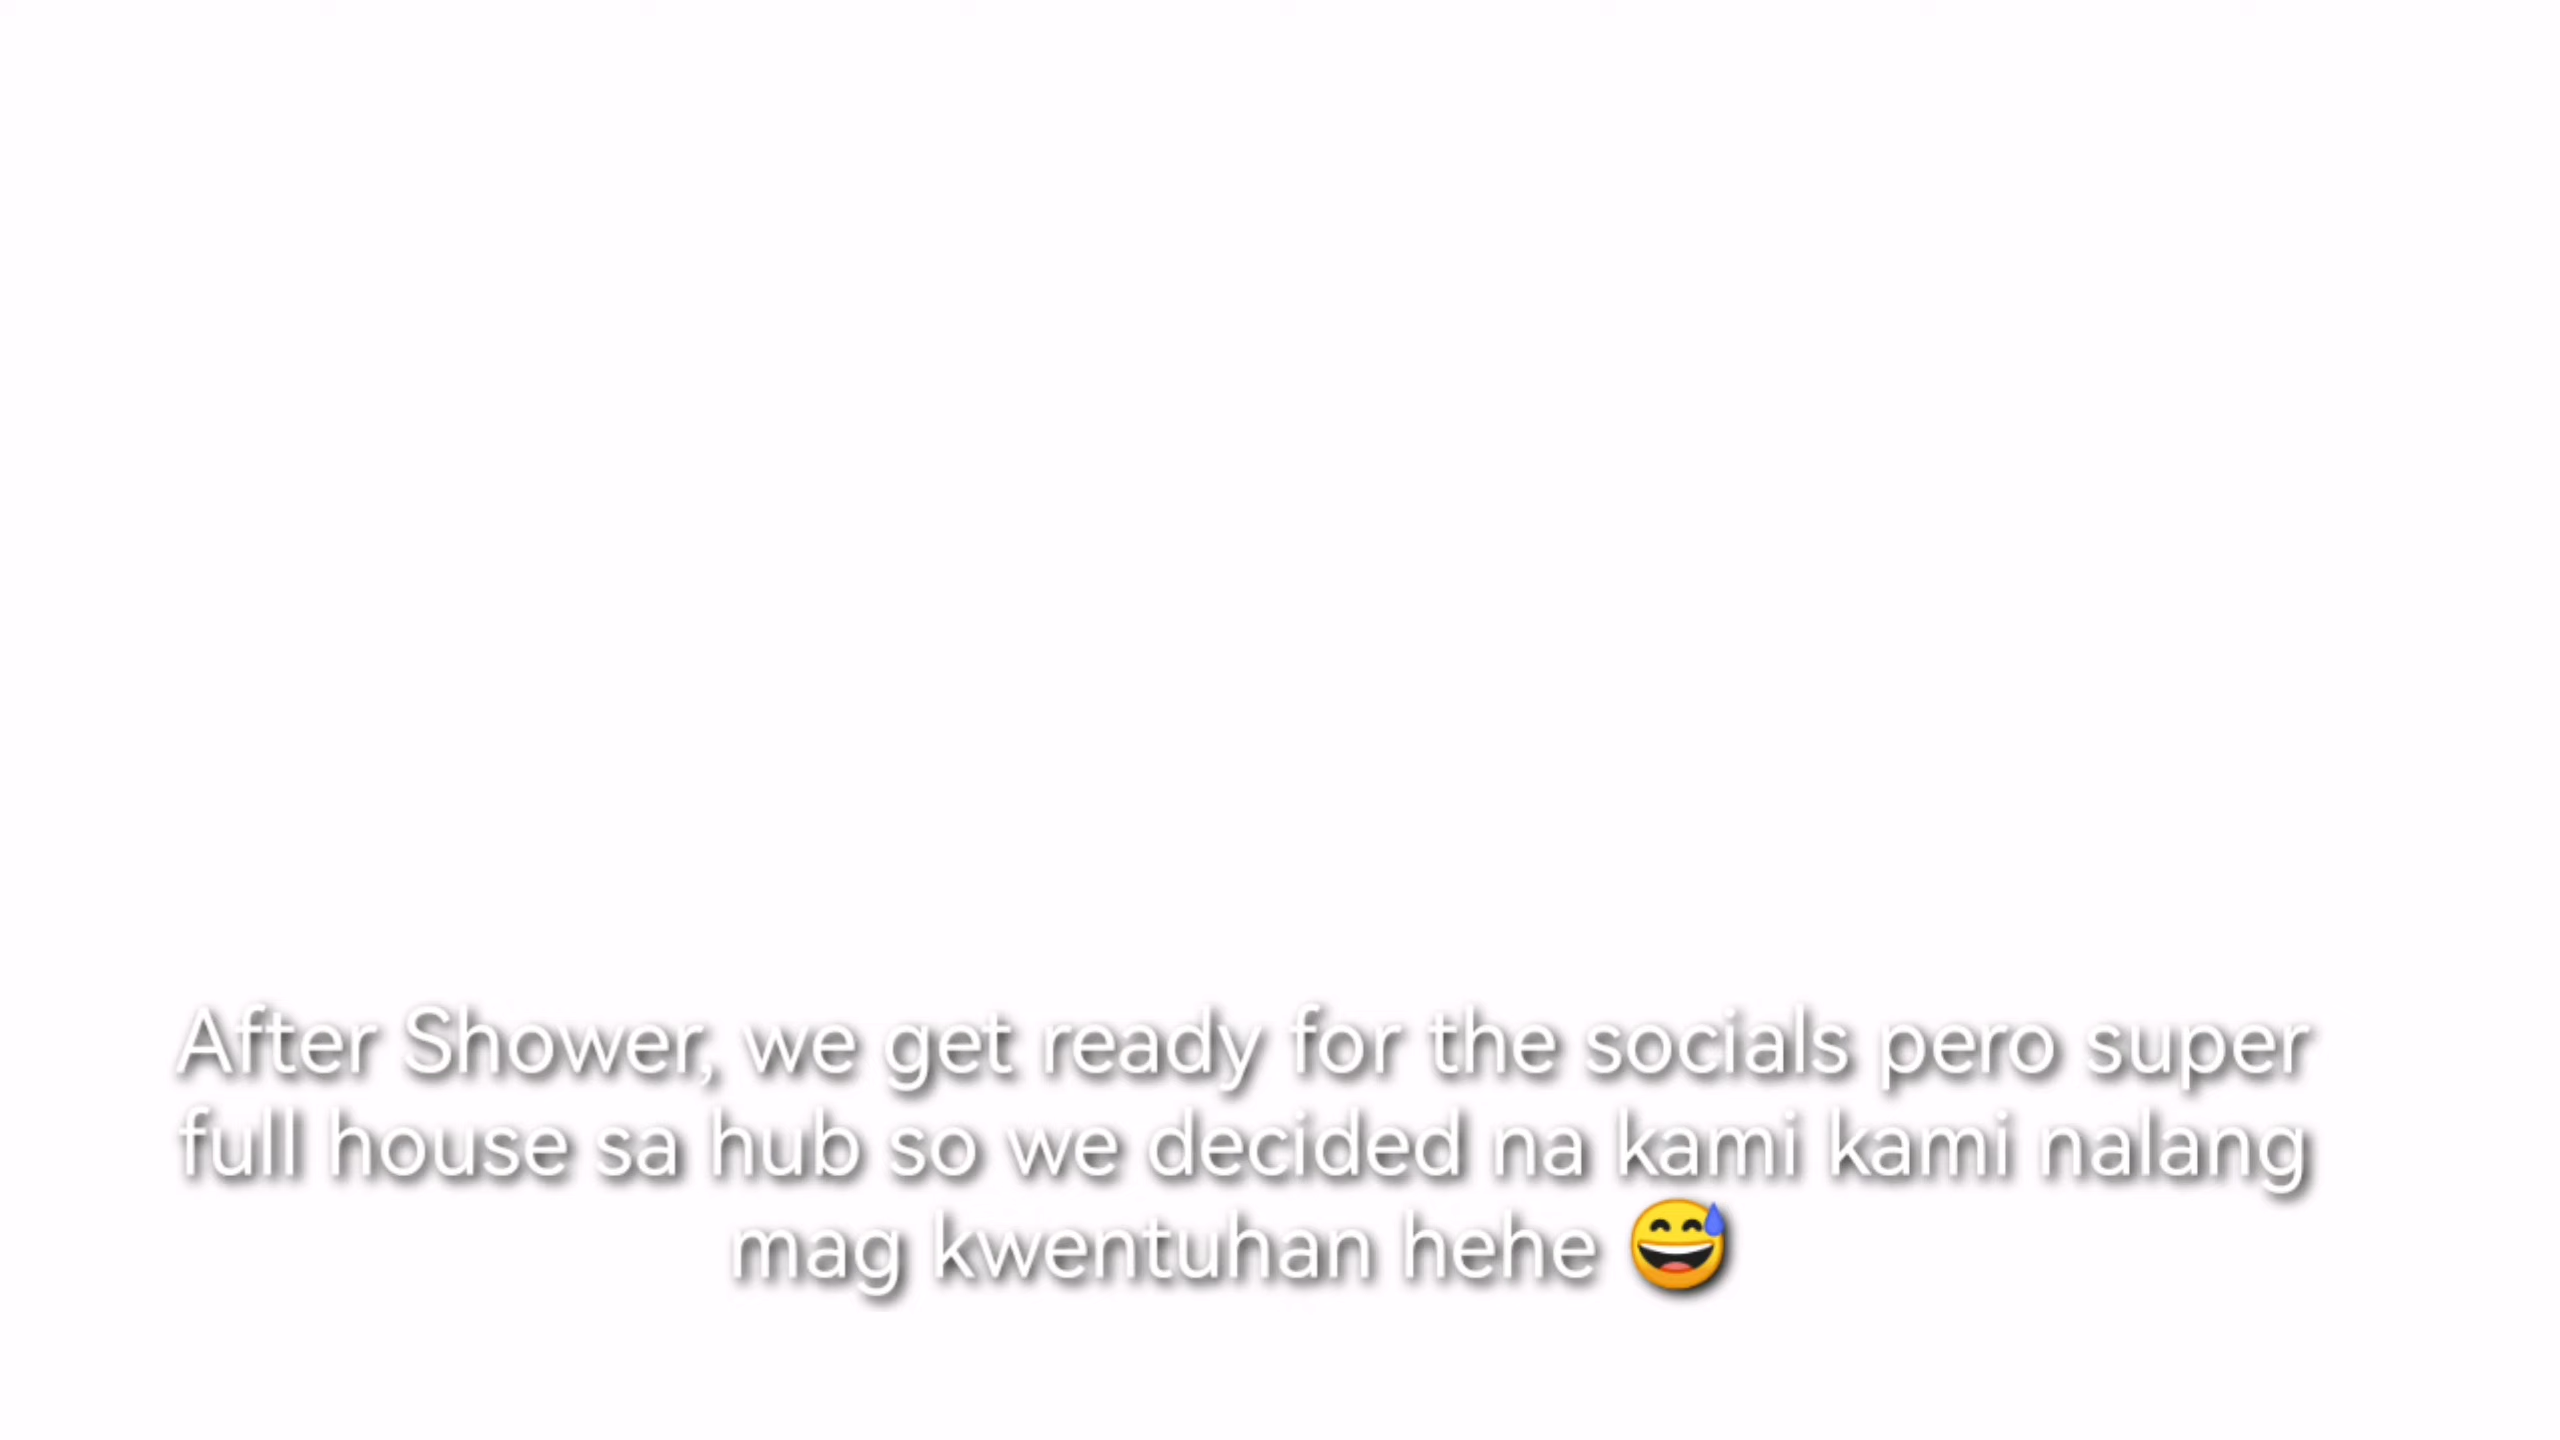 After Shower, we get ready for the socials pero super
full house sa hub so we decided na kami kami nalang
mag kwentuhan hehe 😅